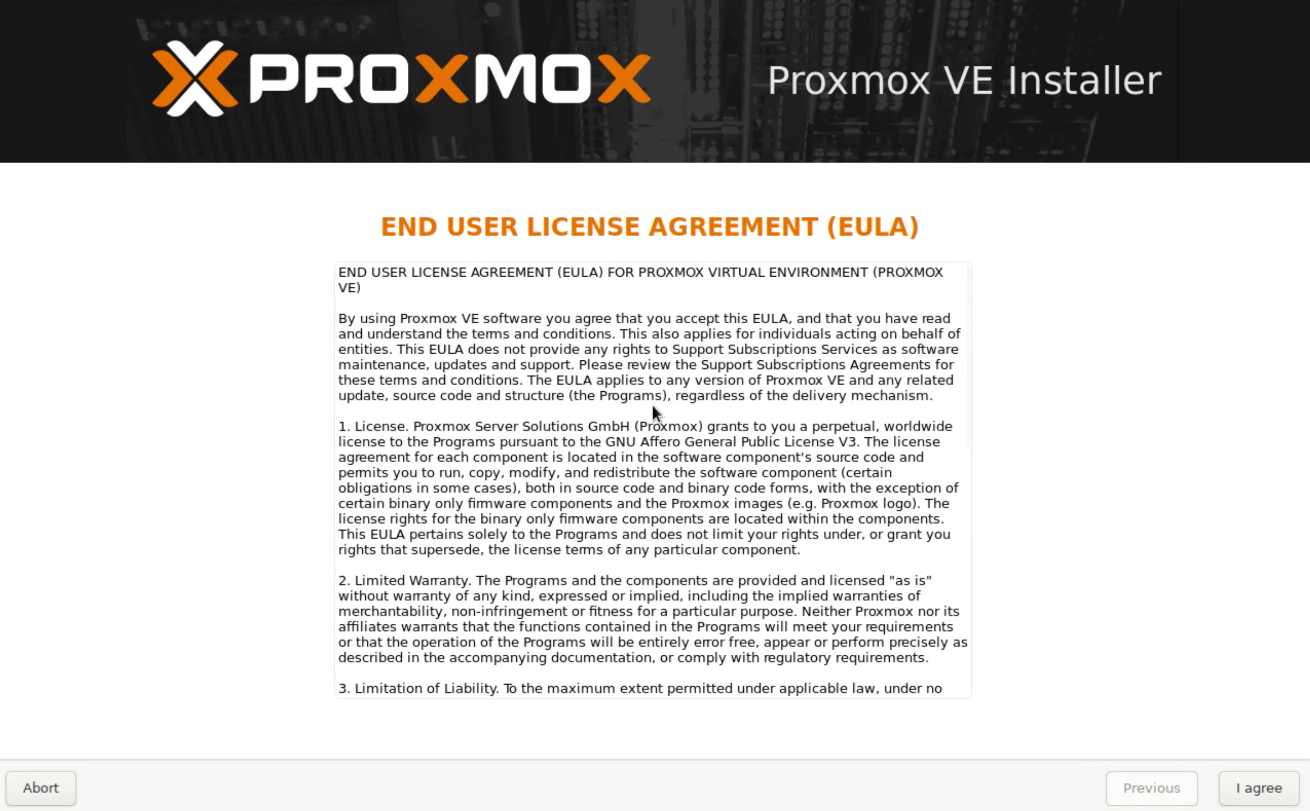 PROXMOX
Proxmox VE Installer
END USER LICENSE AGREEMENT (EULA)
END USER LICENSE AGREEMENT (EULA) FOR PROXMOX VIRTUAL ENVIRONMENT (PROXMOX
VE)
By using Proxmox VE software you agree that you accept this EULA, and that you have read
and understand the terms and conditions. This also applies for individuals acting on behalf of
entities. This EULA does not provide any rights to Support Subscriptions Services as software
maintenance, updates and support. Please review the Support Subscriptions Agreements for
these terms and conditions. The EULA applies to any version of Proxmox VE and any related
update, source code and structure (the Programs), regardless of the delivery mechanism.
1. License. Proxmox Server Solutions GmbH (Proxmox) grants to you a perpetual, worldwide
license to the Programs pursuant to the GNU Affero General Public License V3. The license
agreement for each component is located in the software component's source code and
permits you to run, copy, modify, and redistribute the software component (certain
obligations in some cases), both in source code and binary code forms, with the exception of
certain binary only firmware components and the Proxmox images (e.g. Proxmox logo). The
license rights for the binary only firmware components are located within the components.
This EULA pertains solely to the Programs and does not limit your rights under, or grant you
rights that supersede, the license terms of any particular component.
2. Limited Warranty. The Programs and the components are provided and licensed "as is"
without warranty of any kind, expressed or implied, including the implied warranties of
merchantability, non-infringement or fitness for a particular purpose. Neither Proxmox nor its
affiliates warrants that the functions contained in the Programs will meet your requirements
or that the operation of the Programs will be entirely error free, appear or perform precisely as
described in the accompanying documentation, or comply with regulatory requirements.
3. Limitation of Liability. To the maximum extent permitted under applicable law, under no
Abort
Previous
I agree